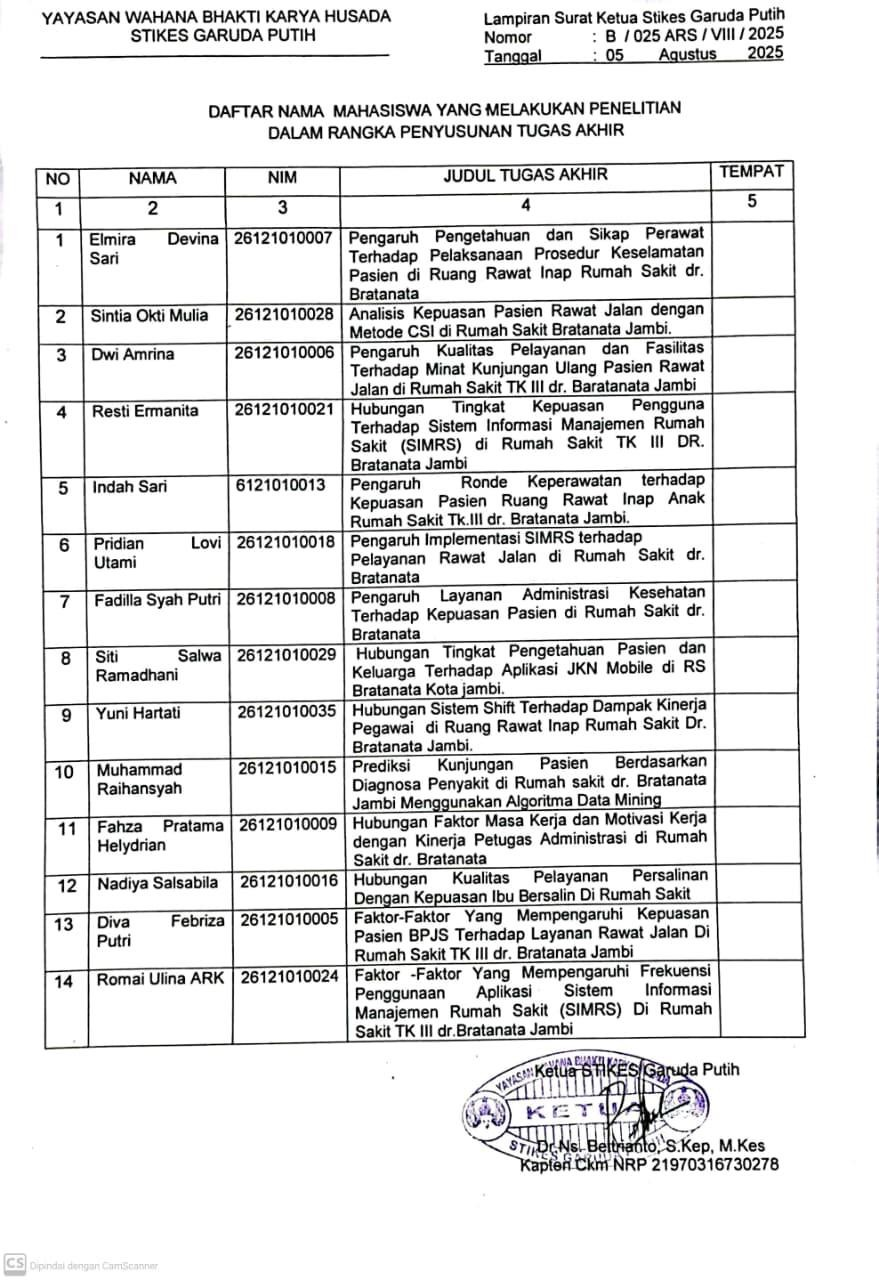 YAYASAN WAHANA BHAKTI KARYA HUSADA
STIKES GARUDA PUTIH
Lampiran Surat Ketua Stikes Garuda Putih
Nomor : B / 025 ARS / VIII / 2025
Tanggal : 05 Agustus 2025
DAFTAR NAMA MAHASISWA YANG MELAKUKAN PENELITIAN
DALAM RANGKA PENYUSUNAN TUGAS AKHIR
NO NAMA NIM JUDUL TUGAS AKHIR TEMPAT
1 2 3 4 5
1 Elmira Devina 26121010007 Pengaruh Pengetahuan dan Sikap Perawat
Sari Terhadap Pelaksanaan Prosedur Keselamatan
Pasien di Ruang Rawat Inap Rumah Sakit dr.
Bratanata
2 Sintia Okti Mulia 26121010028 Analisis Kepuasan Pasien Rawat Jalan dengan
Metode CSI di Rumah Sakit Bratanata Jambi.
3 Dwi Amrina 26121010006 Pengaruh Kualitas Pelayanan dan Fasilitas
Terhadap Minat Kunjungan Ulang Pasien Rawat
Jalan di Rumah Sakit TK III dr. Baratanata Jambi
4 Resti Ermanita 26121010021 Hubungan Tingkat Kepuasan Pengguna
Terhadap Sistem Informasi Manajemen Rumah
Sakit (SIMRS) di Rumah Sakit TK III DR.
Bratanata Jambi
5 Indah Sari 6121010013 Pengaruh Ronde Keperawatan terhadap
Kepuasan Pasien Ruang Rawat Inap Anak
Rumah Sakit Tk.III dr. Bratanata Jambi.
6 Pridian Lovi 26121010018 Pengaruh Implementasi SIMRS terhadap
Utami Pelayanan Rawat Jalan di Rumah Sakit dr.
Bratanata
7 Fadilla Syah Putri 26121010008 Pengaruh Layanan Administrasi Kesehatan
Terhadap Kepuasan Pasien di Rumah Sakit dr.
Bratanata
8 Siti Salwa 26121010029 Hubungan Tingkat Pengetahuan Pasien dan
Ramadhani Keluarga Terhadap Aplikasi JKN Mobile di RS
Bratanata Kota jambi.
9 Yuni Hartati 26121010035 Hubungan Sistem Shift Terhadap Dampak Kinerja
Pegawai di Ruang Rawat Inap Rumah Sakit Dr.
Bratanata Jambi.
10 Muhammad 26121010015 Prediksi Kunjungan Pasien Berdasarkan
Raihansyah Diagnosa Penyakit di Rumah sakit dr. Bratanata
Jambi Menggunakan Algoritma Data Mining
11 Fahza Pratama 26121010009 Hubungan Faktor Masa Kerja dan Motivasi Kerja
Helydrian dengan Kinerja Petugas Administrasi di Rumah
Sakit dr. Bratanata
12 Nadiya Salsabila 26121010016 Hubungan Kualitas Pelayanan Persalinan
Dengan Kepuasan Ibu Bersalin Di Rumah Sakit
13 Diva Febriza 26121010005 Faktor-Faktor Yang Mempengaruhi Kepuasan
Putri Pasien BPJS Terhadap Layanan Rawat Jalan Di
Rumah Sakit TK III dr. Bratanata Jambi
14 Romai Ulina ARK 26121010024 Faktor -Faktor Yang Mempengaruhi Frekuensi
Penggunaan Aplikasi Sistem Informasi
Manajemen Rumah Sakit (SIMRS) Di Rumah
Sakit TK III dr.Bratanata Jambi
Ketua STIKES Garuda Putih
KETUA
Dr.Ns. Beltrianto, S.Kep, M.Kes
Kapten Ckm NRP 21970316730278
CS Dipindai dengan CamScanner